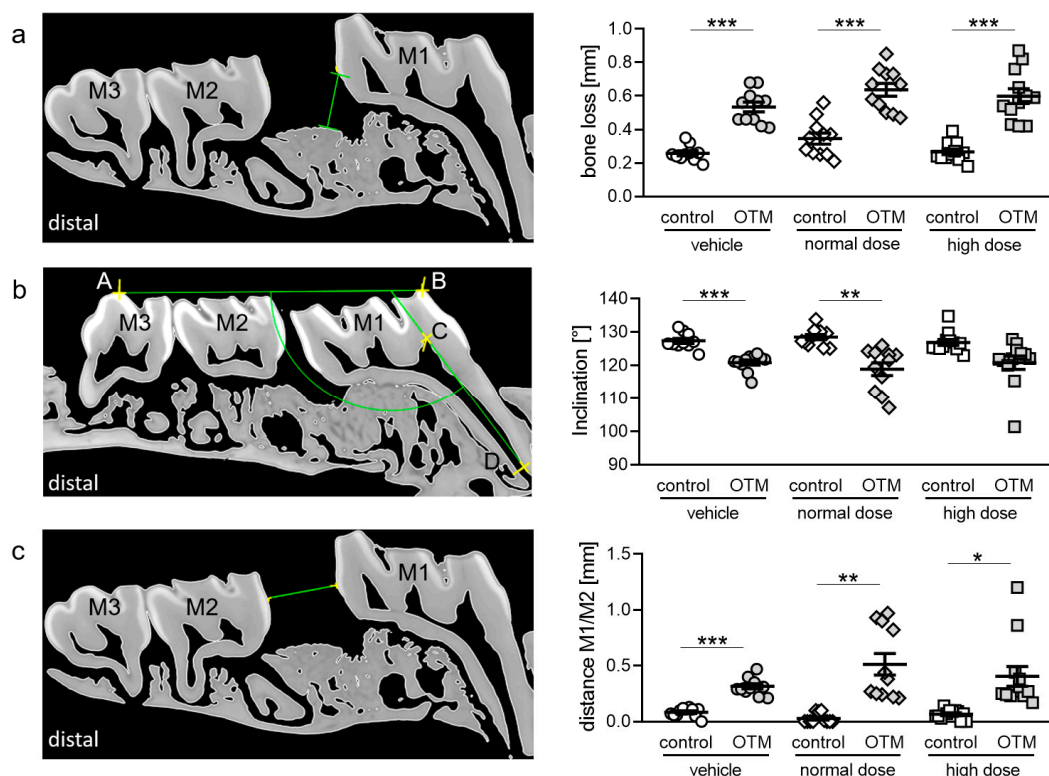 a
M3
M2
M1
distal
bone loss [mm]
1.0
0.8
0.6
0.4
0.2
0.0
*** *** ***
control OTM control OTM control OTM
vehicle normal dose high dose
b
A
B
M3
M2
M1
C
D
distal
Inclination [°]
140
130
120
110
100
90
*** **
control OTM control OTM control OTM
vehicle normal dose high dose
c
M3
M2
M1
distal
distance M1/M2 [mm]
1.5
1.0
0.5
0.0
*** ** *
control OTM control OTM control OTM
vehicle normal dose high dose